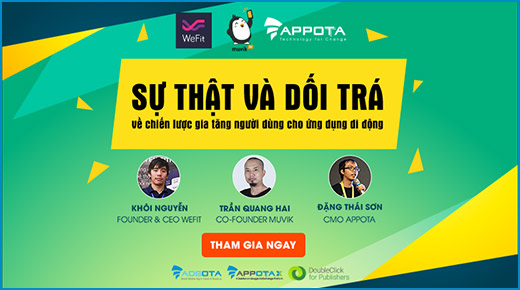 WeFit
muvik
APPOTA
Technology for Change
SỰ THẬT VÀ DỐI TRÁ
về chiến lược gia tăng người dùng cho ứng dụng di động
KHÔI NGUYỄN
FOUNDER & CEO WEFIT
TRẦN QUANG HAI
CO-FOUNDER MUVIK
ĐẶNG THÁI SƠN
CMO APPOTA
THAM GIA NGAY
ADSOTA
APPOTAX
DoubleClick
for Publishers